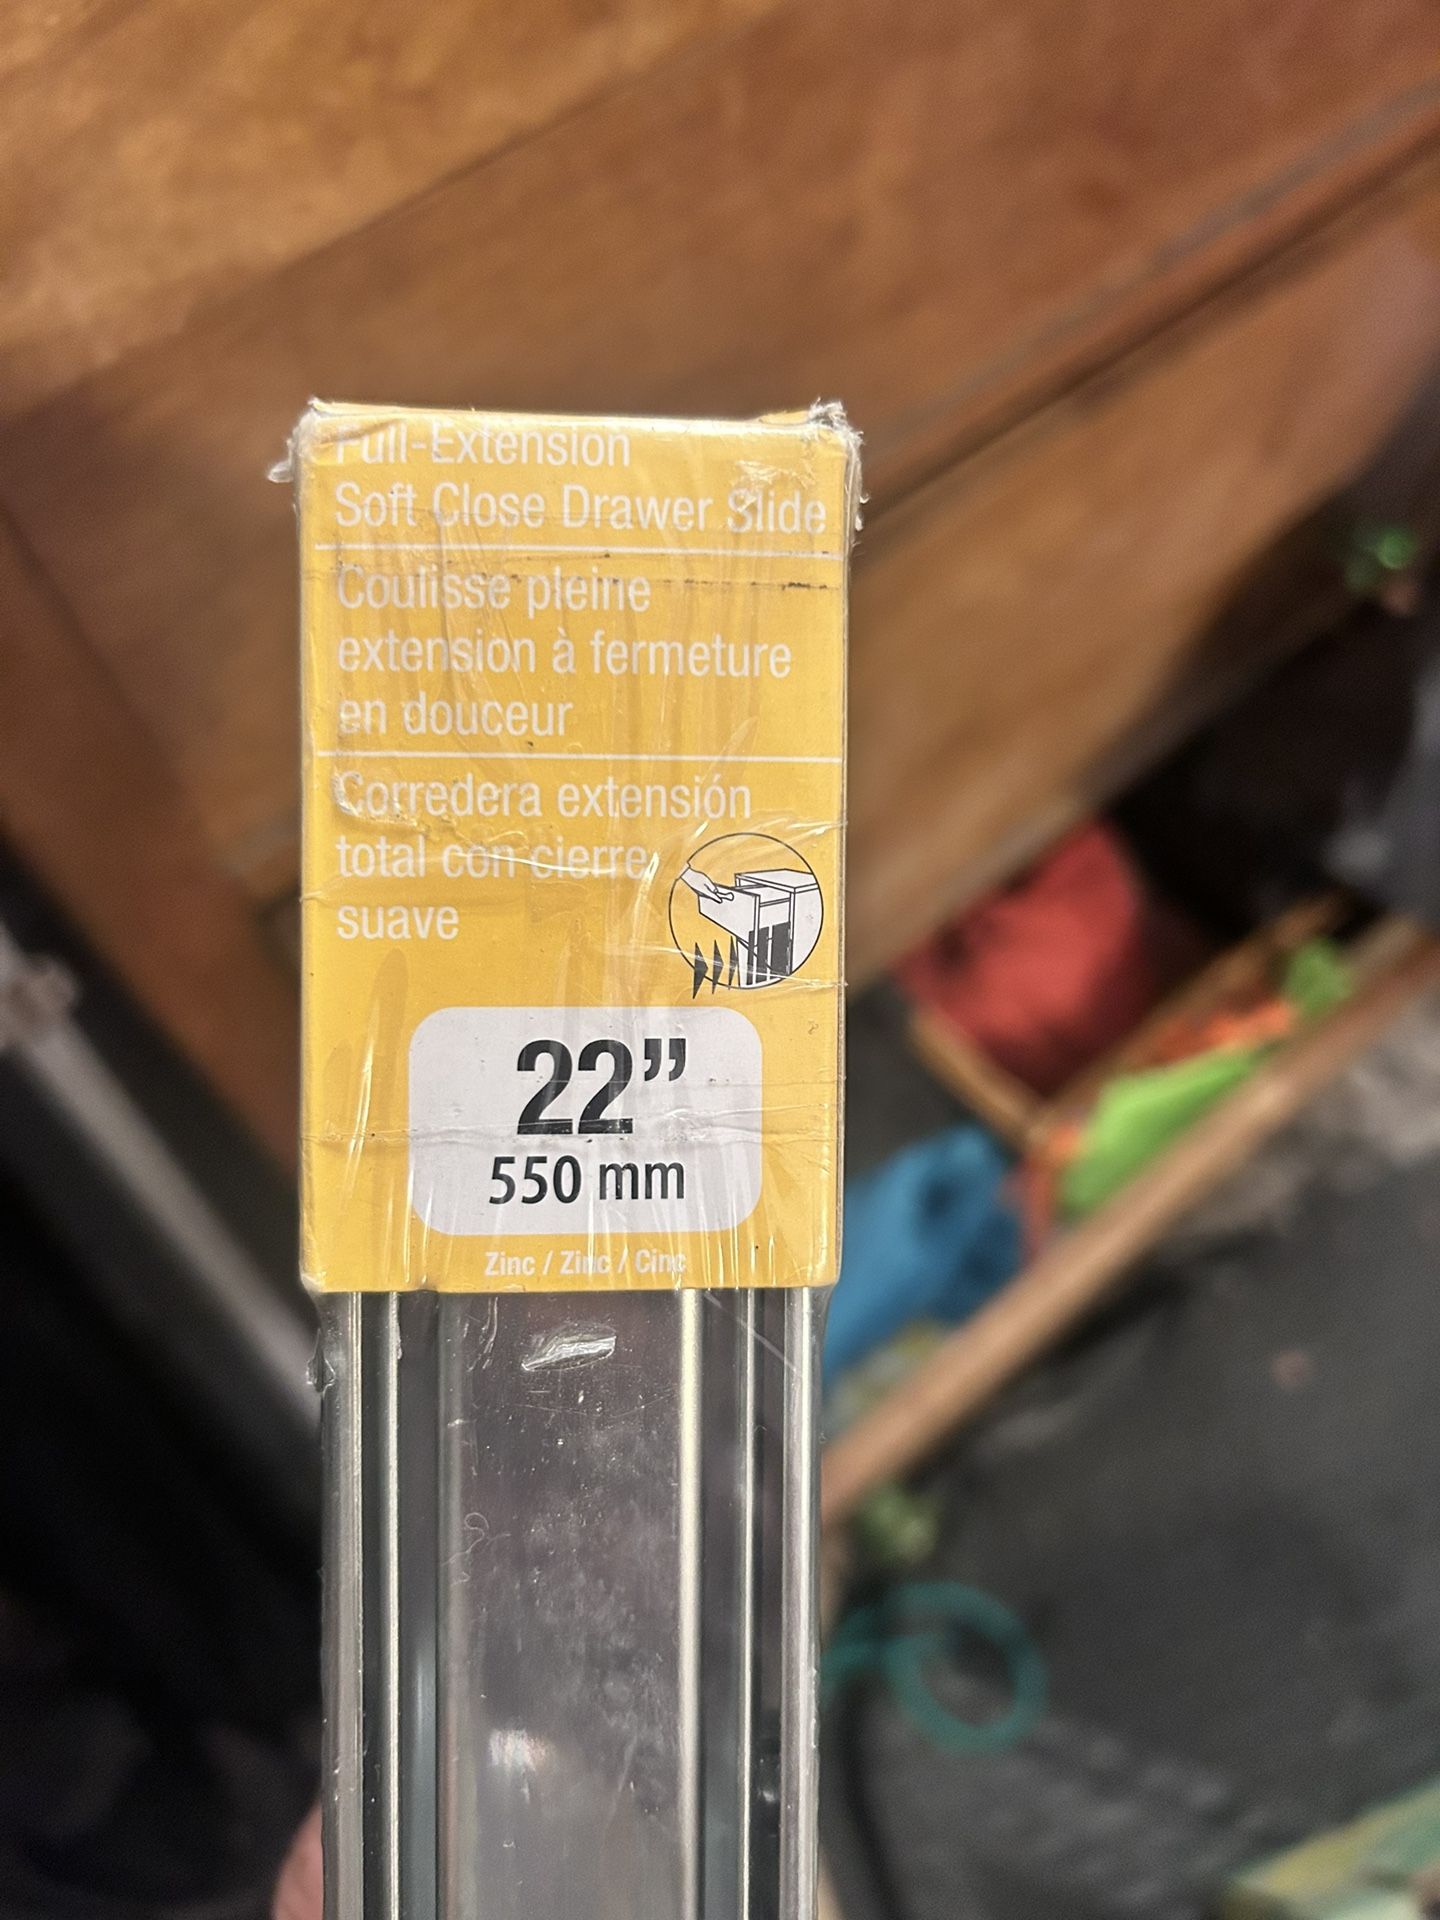 Full-Extension
Soft Close Drawer Slide
Coulisse pleine
extension à fermeture
en douceur
Corredera extensión
total con cierre
suave
22”
550 mm
Zinc / Zinc / Cinc